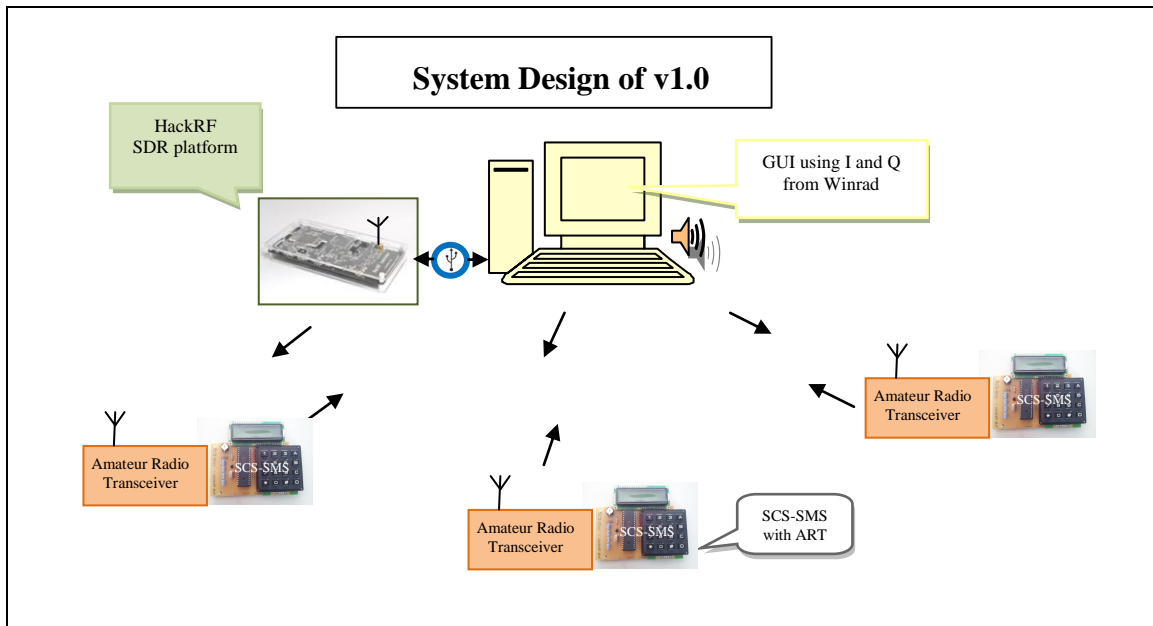 System Design of v1.0
HackRF
SDR platform
GUI using I and Q
from Winrad
Amateur Radio
Transceiver
SCS-SMS
Amateur Radio
Transceiver
SCS-SMS
Amateur Radio
Transceiver
SCS-SMS
SCS-SMS
with ART